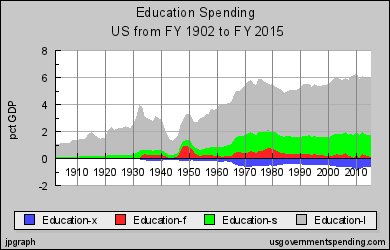 Education Spending
US from FY 1902 to FY 2015
8
6
4
2
0
-2
pct GDP
1910 1920 1930 1940 1950 1960 1970 1980 1990 2000 2010
Education-x Education-f Education-s Education-l
jpgraph usgovernmentspending.com